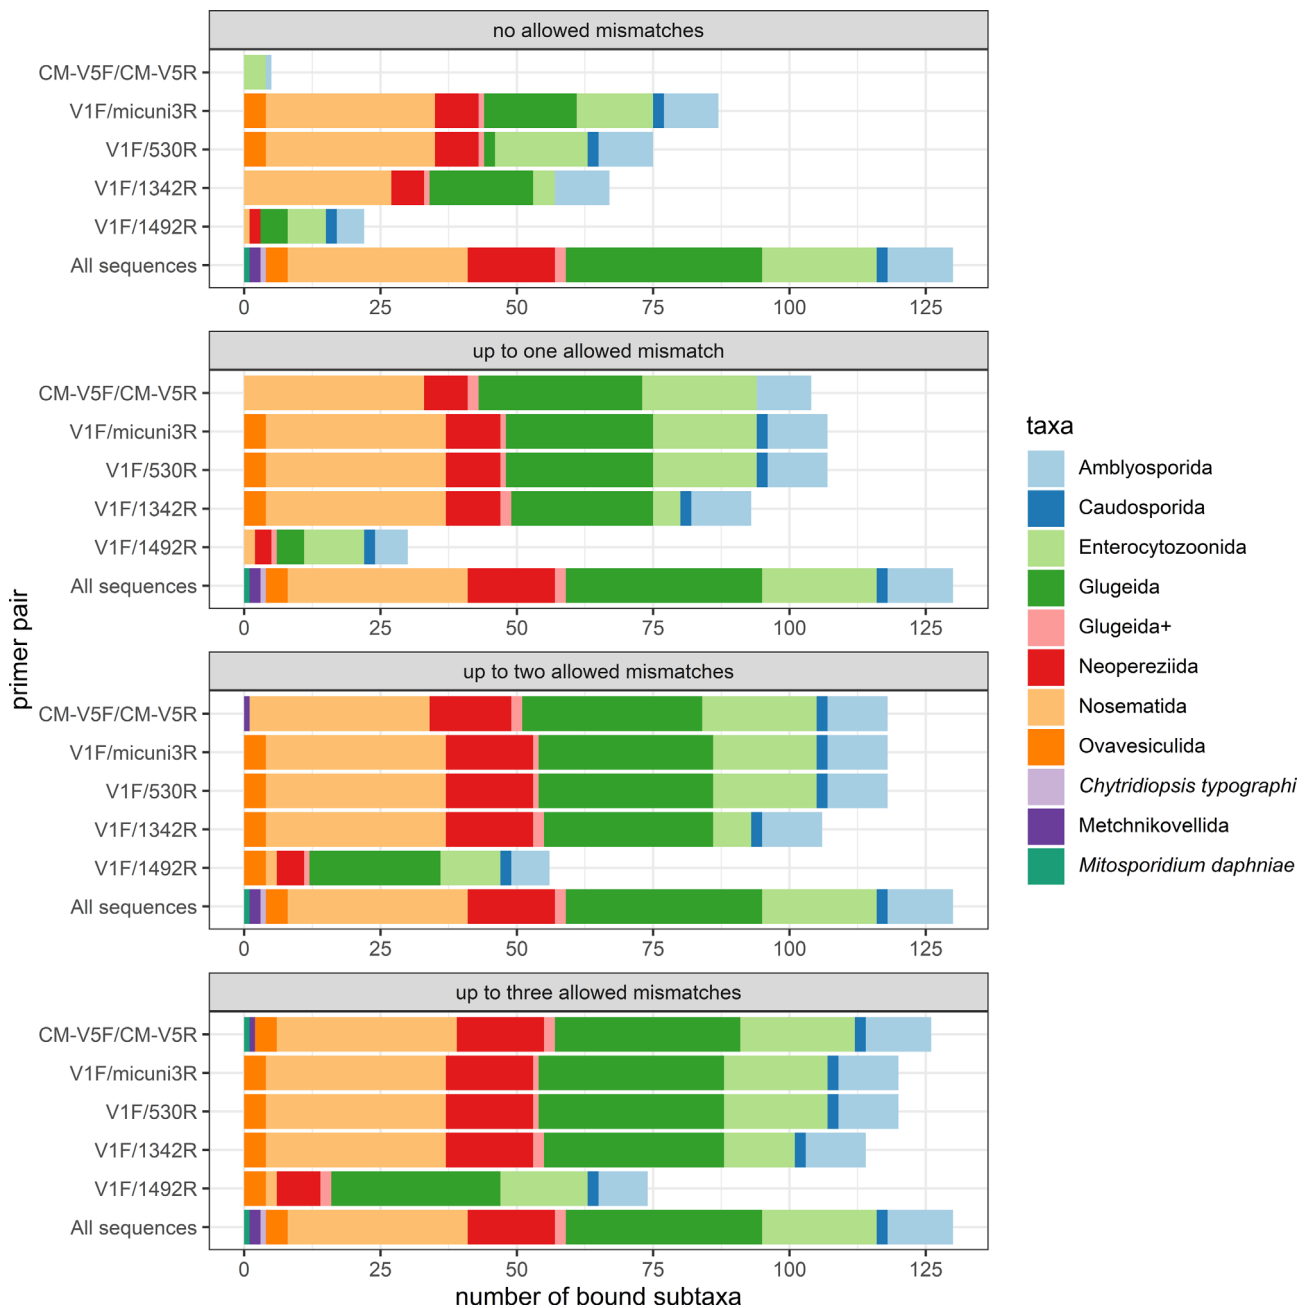 no allowed mismatches
CM-V5F/CM-V5R
V1F/micuni3R
V1F/530R
V1F/1342R
V1F/1492R
All sequences
0 25 50 75 100 125
up to one allowed mismatch
CM-V5F/CM-V5R
V1F/micuni3R
V1F/530R
V1F/1342R
V1F/1492R
All sequences
0 25 50 75 100 125
up to two allowed mismatches
CM-V5F/CM-V5R
V1F/micuni3R
V1F/530R
V1F/1342R
V1F/1492R
All sequences
0 25 50 75 100 125
up to three allowed mismatches
CM-V5F/CM-V5R
V1F/micuni3R
V1F/530R
V1F/1342R
V1F/1492R
All sequences
0 25 50 75 100 125
number of bound subtaxa
primer pair
taxa
Amblyosporida
Caudosporida
Enterocytozoonida
Glugeida
Glugeida+
Neopereziida
Nosematida
Ovavesiculida
Chytridiopsis typographi
Metchnikovellida
Mitosporidium daphniae